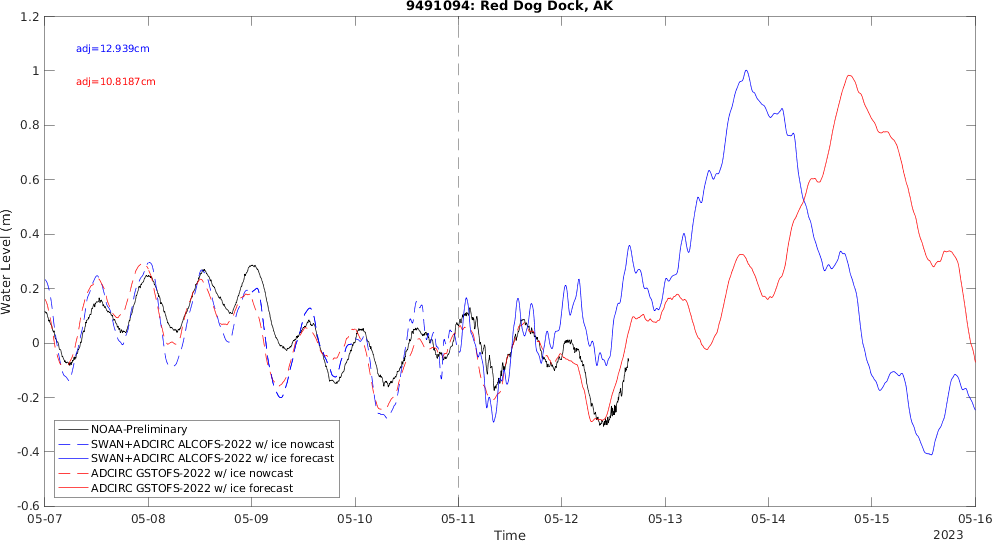 9491094: Red Dog Dock, AK
1.2
1
0.8
0.6
0.4
0.2
0
-0.2
-0.4
-0.6
Water Level (m)
adj=12.939cm
adj=10.8187cm
NOAA-Preliminary
SWAN+ADCIRC ALCOFS-2022 w/ ice nowcast
SWAN+ADCIRC ALCOFS-2022 w/ ice forecast
ADCIRC GSTOFS-2022 w/ ice nowcast
ADCIRC GSTOFS-2022 w/ ice forecast
05-07 05-08 05-09 05-10 05-11 05-12 05-13 05-14 05-15 05-16
Time
2023